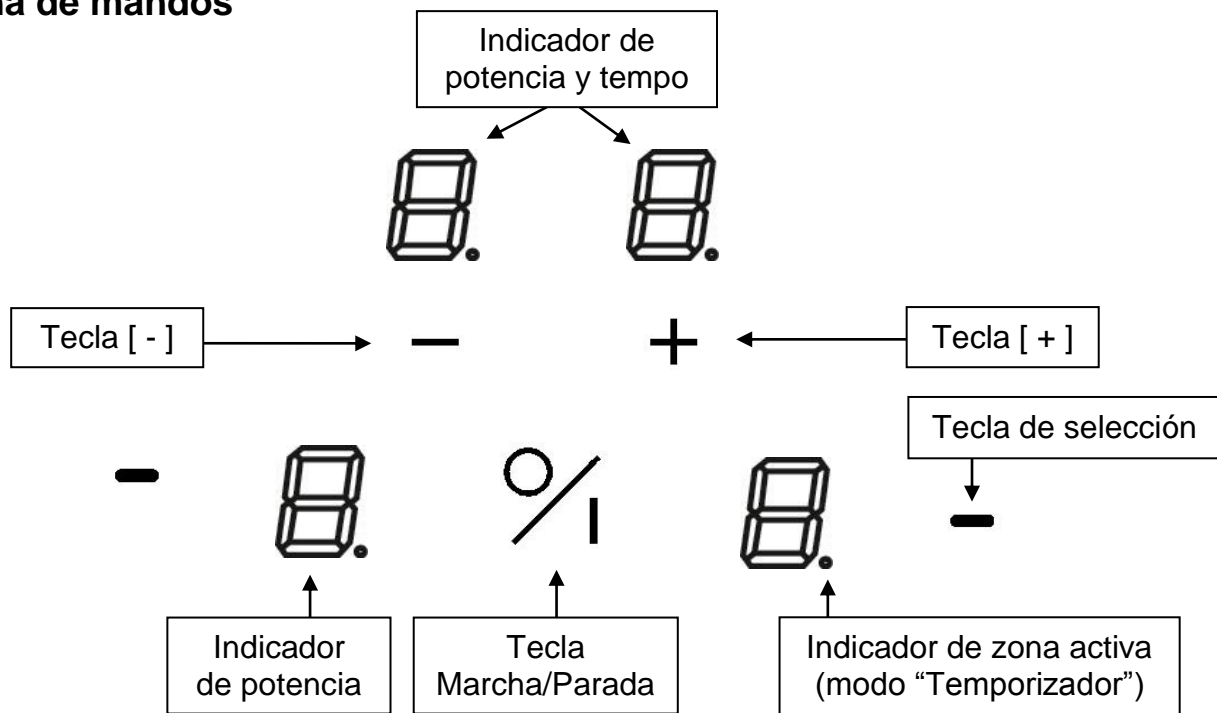 de mandos
Indicador de
potencia y tempo
Tecla [ - ]
Tecla [ + ]
Tecla de selección
Indicador
de potencia
Tecla
Marcha/Parada
Indicador de zona activa
(modo “Temporizador”)